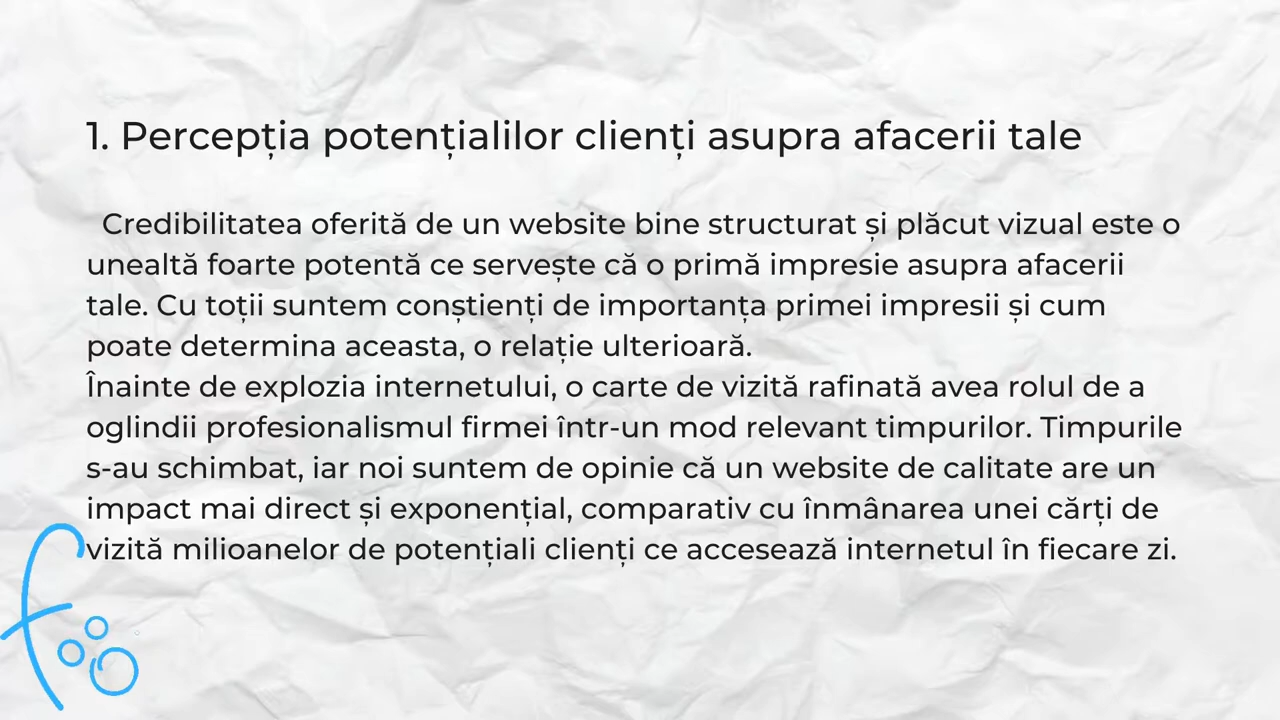 1. Percepția potențialilor clienți asupra afacerii tale
Credibilitatea oferită de un website bine structurat și plăcut vizual este o
unealtă foarte potentă ce servește că o primă impresie asupra afacerii
tale. Cu toții suntem conștienți de importanța primei impresii și cum
poate determina aceasta, o relație ulterioară.
Înainte de explozia internetului, o carte de vizită rafinată avea rolul de a
oglindii profesionalismul firmei într-un mod relevant timpurilor. Timpurile
s-au schimbat, iar noi suntem de opinie că un website de calitate are un
impact mai direct și exponențial, comparativ cu înmânarea unei cărți de
vizită milioanelor de potențiali clienți ce accesează internetul în fiecare zi.